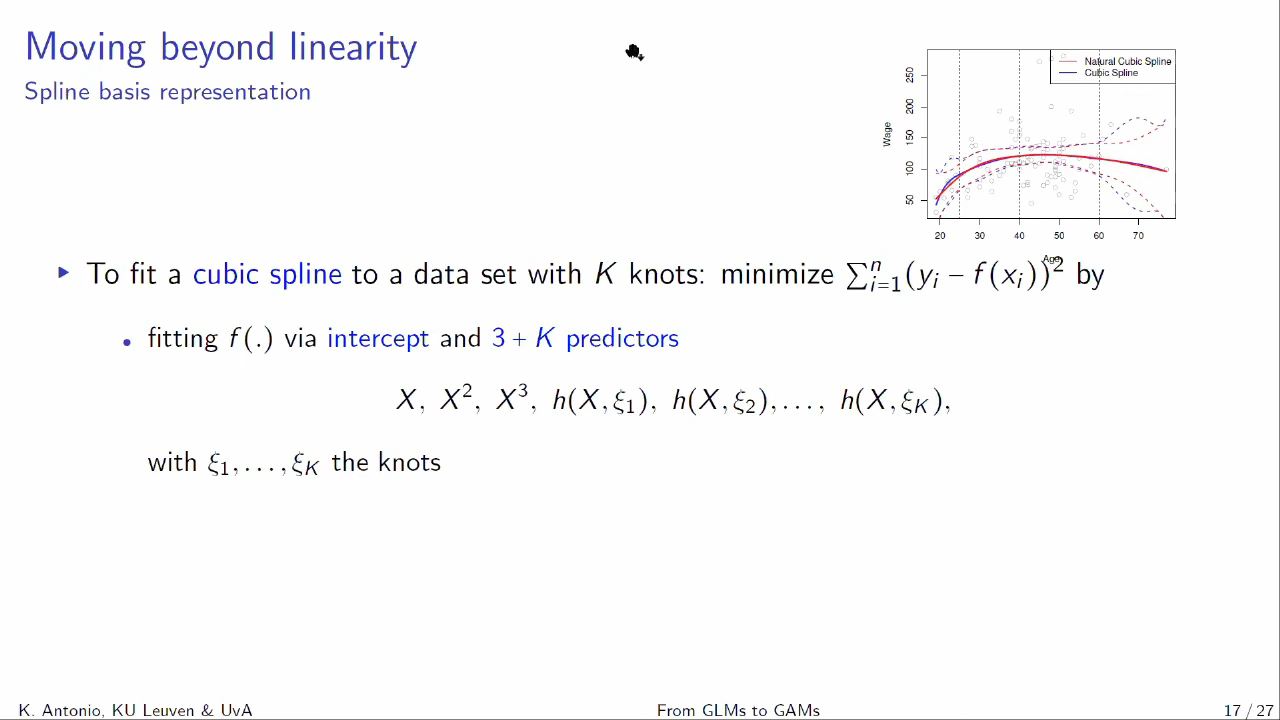 Moving beyond linearity
Spline basis representation
Natural Cubic Spline
Cubic Spline
Wage
250
200
150
100
50
20 30 40 50 60 70
Age
▸ To fit a cubic spline to a data set with K knots: minimize ∑ⁿᵢ₌₁(yᵢ − f(xᵢ))² by
• fitting f(.) via intercept and 3 + K predictors
X, X², X³, h(X, ξ₁), h(X, ξ₂), . . . , h(X, ξ_K),
with ξ₁, . . . , ξ_K the knots
K. Antonio, KU Leuven & UvA From GLMs to GAMs 17 / 27